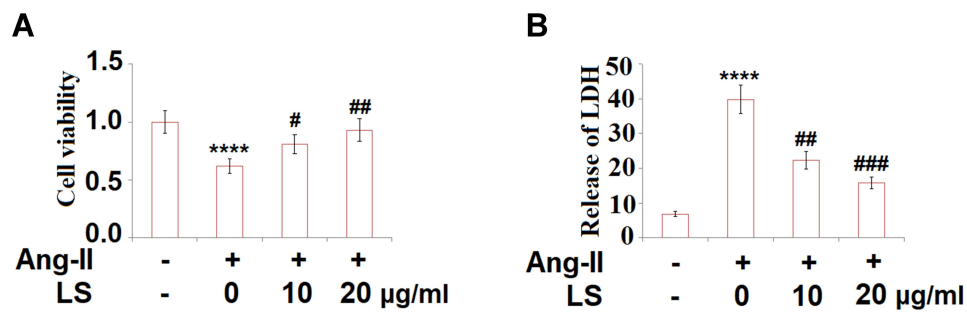 A
Cell viability
1.5
1.0
0.5
0.0
****
#
##
Ang-II - + + +
LS - 0 10 20 µg/ml
B
Release of LDH
50
40
30
20
10
0
****
##
###
Ang-II - + + +
LS - 0 10 20 µg/ml